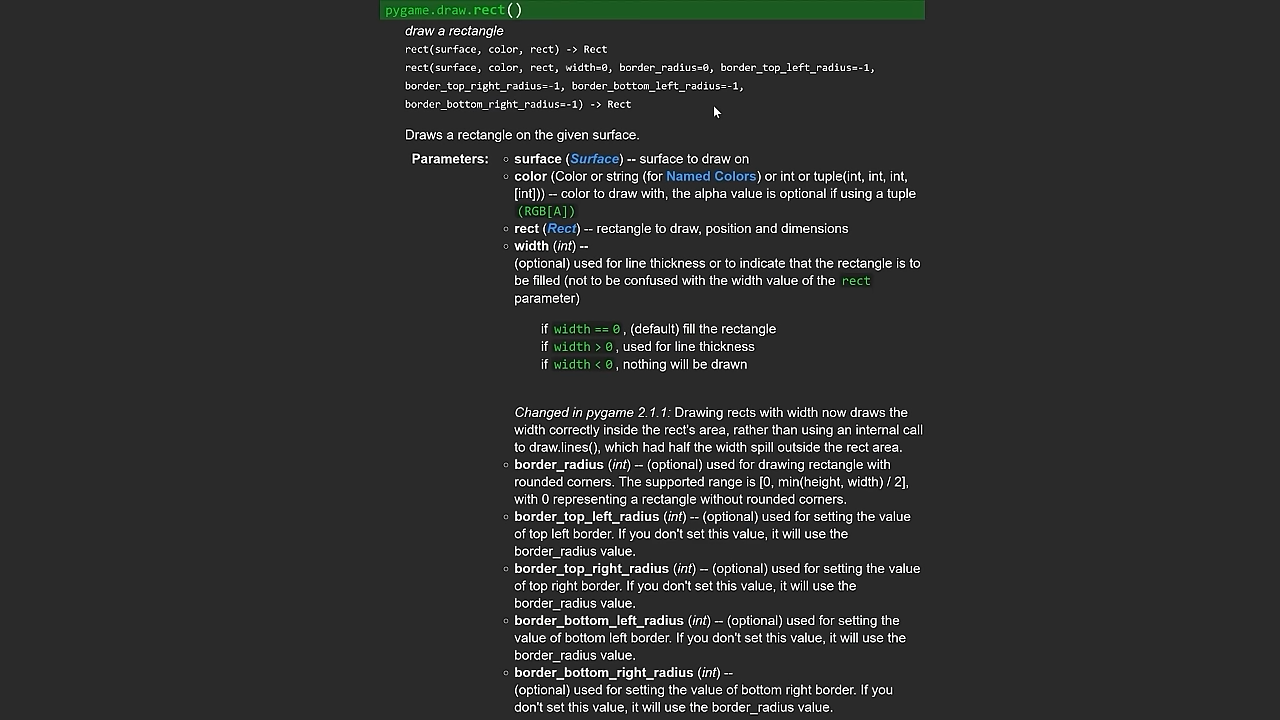 pygame.draw.rect()
draw a rectangle
rect(surface, color, rect) -> Rect
rect(surface, color, rect, width=0, border_radius=0, border_top_left_radius=-1,
border_top_right_radius=-1, border_bottom_left_radius=-1,
border_bottom_right_radius=-1) -> Rect
Draws a rectangle on the given surface.
Parameters:
◦ surface (Surface) -- surface to draw on
◦ color (Color or string (for Named Colors) or int or tuple(int, int, int,
[int])) -- color to draw with, the alpha value is optional if using a tuple
(RGB[A])
◦ rect (Rect) -- rectangle to draw, position and dimensions
◦ width (int) --
(optional) used for line thickness or to indicate that the rectangle is to
be filled (not to be confused with the width value of the rect
parameter)
if width == 0, (default) fill the rectangle
if width > 0, used for line thickness
if width < 0, nothing will be drawn
Changed in pygame 2.1.1: Drawing rects with width now draws the
width correctly inside the rect's area, rather than using an internal call
to draw.lines(), which had half the width spill outside the rect area.
◦ border_radius (int) -- (optional) used for drawing rectangle with
rounded corners. The supported range is [0, min(height, width) / 2],
with 0 representing a rectangle without rounded corners.
◦ border_top_left_radius (int) -- (optional) used for setting the value
of top left border. If you don't set this value, it will use the
border_radius value.
◦ border_top_right_radius (int) -- (optional) used for setting the value
of top right border. If you don't set this value, it will use the
border_radius value.
◦ border_bottom_left_radius (int) -- (optional) used for setting the
value of bottom left border. If you don't set this value, it will use the
border_radius value.
◦ border_bottom_right_radius (int) --
(optional) used for setting the value of bottom right border. If you
don't set this value, it will use the border_radius value.